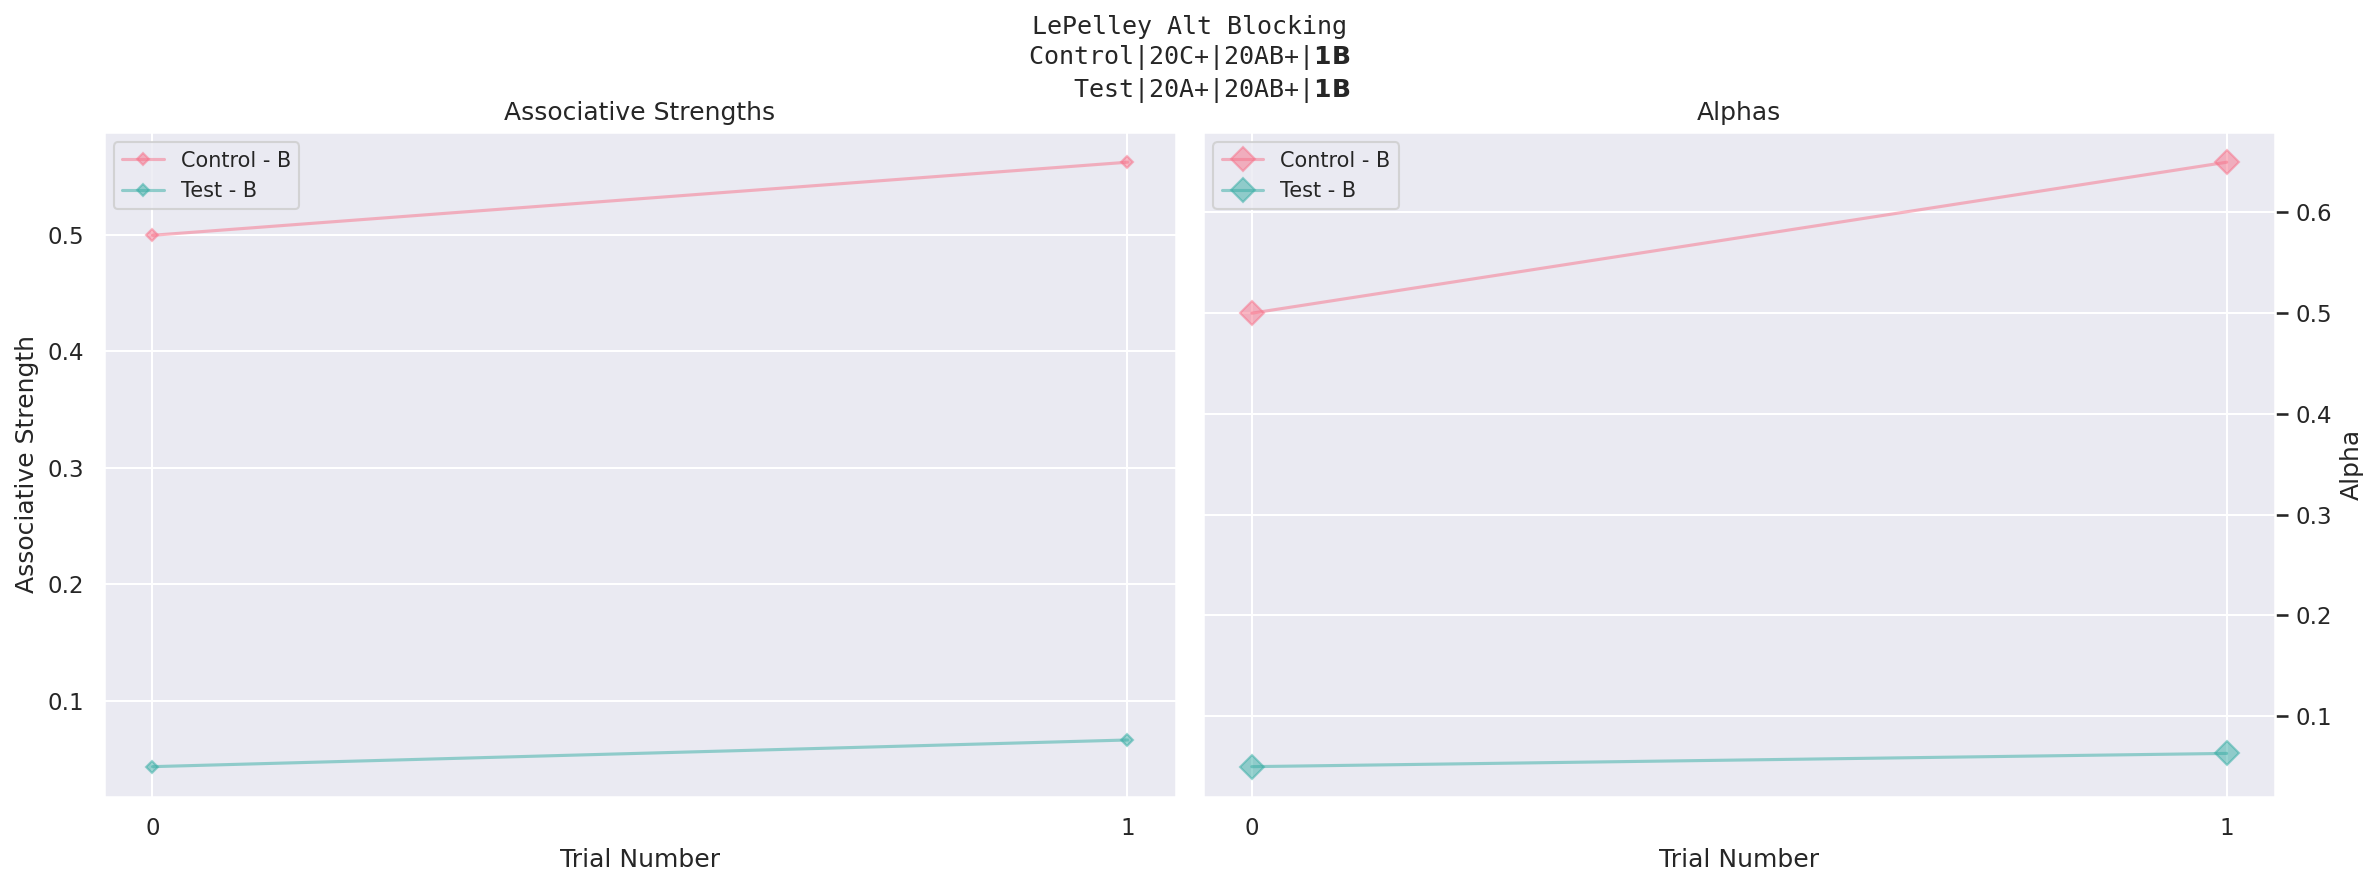 LePelley Alt Blocking
Control|20C+|20AB+|1B
Test|20A+|20AB+|1B
Associative Strengths
Control - B
Test - B
0.5
0.4
0.3
0.2
0.1
Associative Strength
0
1
Trial Number
Alphas
Control - B
Test - B
0.6
0.5
0.4
0.3
0.2
0.1
Alpha
0
1
Trial Number